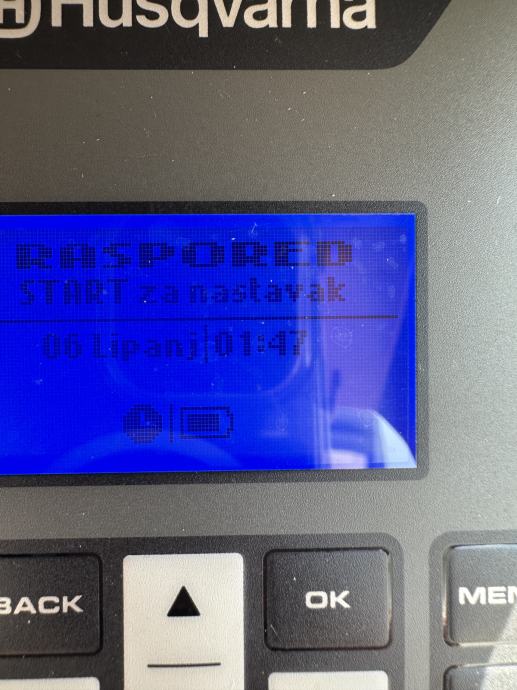 Husqvarna
RASPORED
START za nastavak
06 Lipanj|01:47
BACK
OK